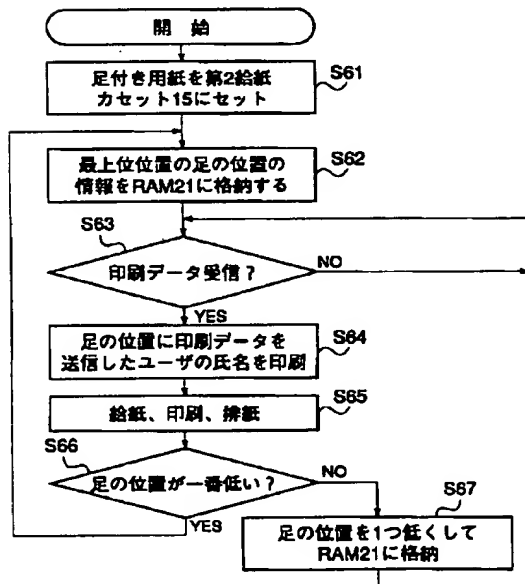 開 始
足付き用紙を第2給紙
カセット15にセット
S61
最上位位置の足の位置の
情報をRAM21に格納する
S62
S63
印刷データ受信?
NO
YES
足の位置に印刷データを
送信したユーザの氏名を印刷
S64
給紙、印刷、排紙
S65
S66
足の位置が一番低い?
NO
YES
S67
足の位置を1つ低くして
RAM21に格納